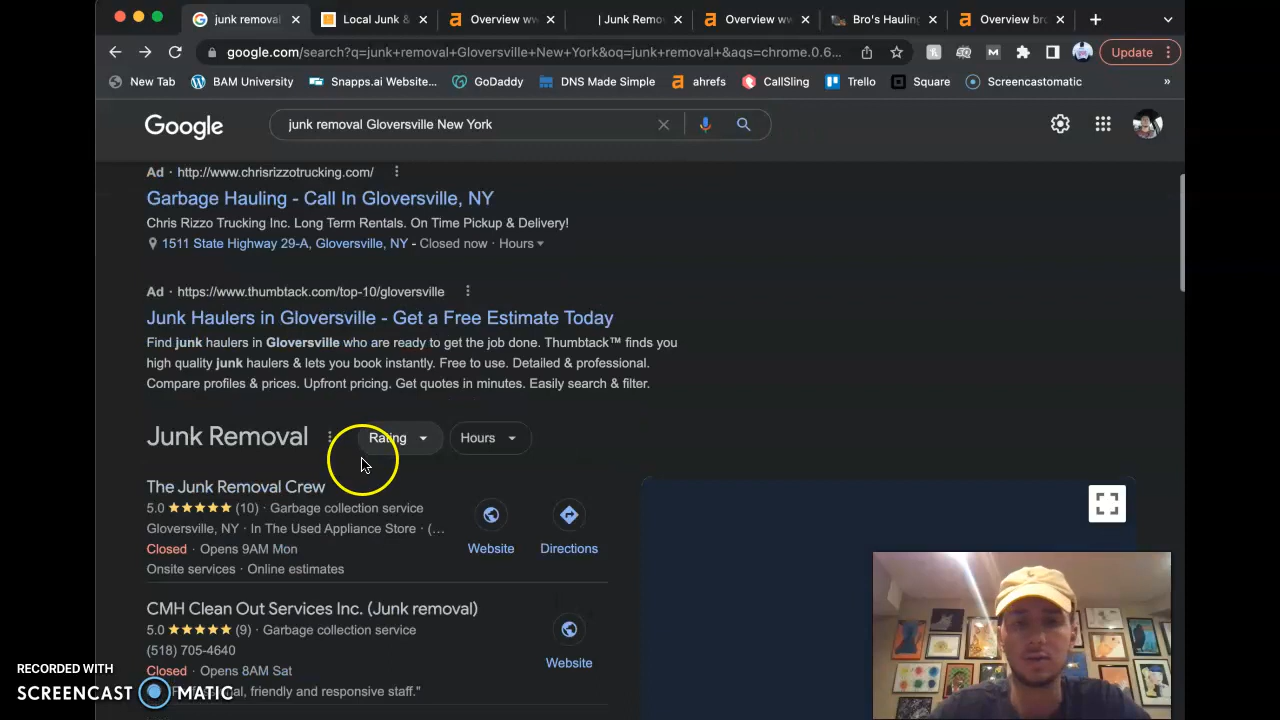 junk removal
Local Junk &
Overview ww
| Junk Remo
Overview ww
Bro's Hauling
Overview bro
google.com/search?q=junk+removal+Gloversville+New+York&oq=junk+removal+&aqs=chrome.0.6...
Update
New Tab
BAM University
Snapps.ai Website...
GoDaddy
DNS Made Simple
ahrefs
CallSling
Trello
Square
Screencastomatic
»
Google
junk removal Gloversville New York
Ad · http://www.chrisrizzotrucking.com/
Garbage Hauling - Call In Gloversville, NY
Chris Rizzo Trucking Inc. Long Term Rentals. On Time Pickup & Delivery!
1511 State Highway 29-A, Gloversville, NY - Closed now · Hours
Ad · https://www.thumbtack.com/top-10/gloversville
Junk Haulers in Gloversville - Get a Free Estimate Today
Find junk haulers in Gloversville who are ready to get the job done. Thumbtack™ finds you
high quality junk haulers & lets you book instantly. Free to use. Detailed & professional.
Compare profiles & prices. Upfront pricing. Get quotes in minutes. Easily search & filter.
Junk Removal
Rating
Hours
The Junk Removal Crew
5.0 ★★★★★ (10) · Garbage collection service
Gloversville, NY · In The Used Appliance Store · (...
Closed · Opens 9AM Mon
Onsite services · Online estimates
Website
Directions
CMH Clean Out Services Inc. (Junk removal)
5.0 ★★★★★ (9) · Garbage collection service
(518) 705-4640
Closed · Opens 8AM Sat
nal, friendly and responsive staff."
Website
RECORDED WITH
SCREENCAST MATIC